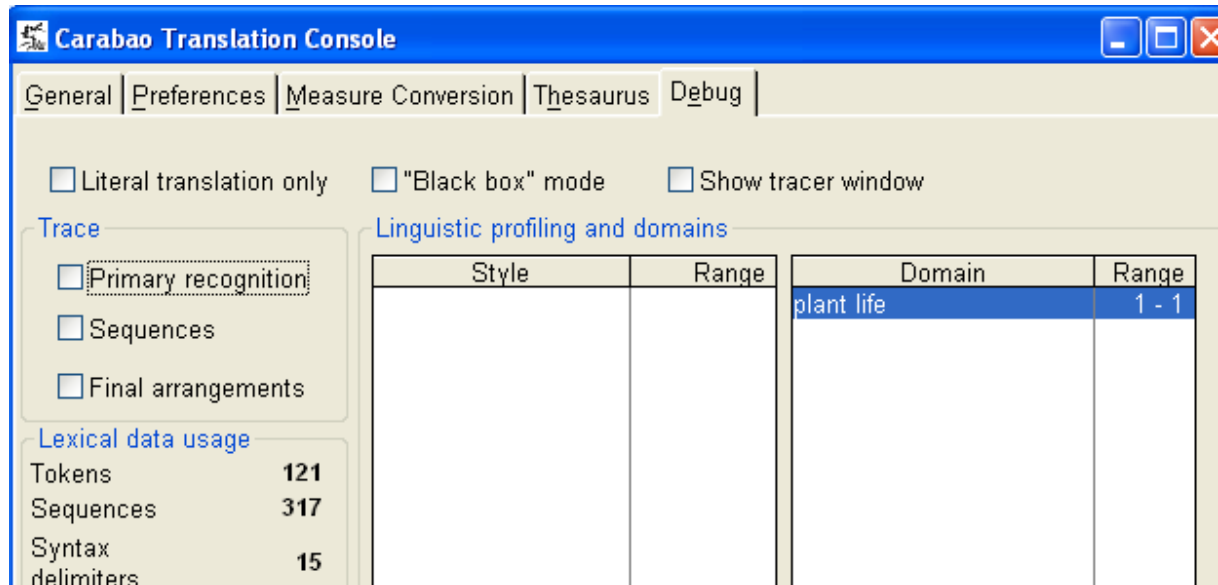 Carabao Translation Console
General Preferences Measure Conversion Thesaurus Debug
Literal translation only "Black box" mode Show tracer window
Trace
Primary recognition
Sequences
Final arrangements
Lexical data usage
Tokens 121
Sequences 317
Syntax
delimiters 15
Linguistic profiling and domains
Style Range Domain Range
plant life 1 - 1